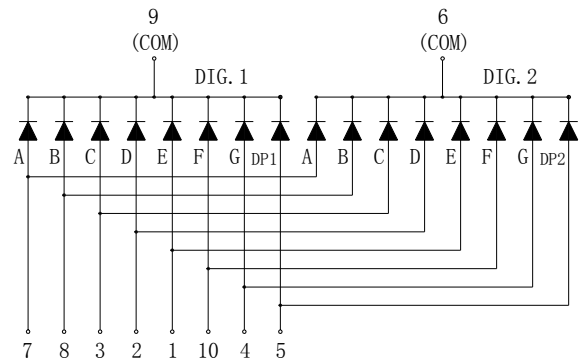 9 6
(COM) (COM)
DIG.1 DIG.2
A B C D E F G DP1 A B C D E F G DP2
7 8 3 2 1 10 4 5